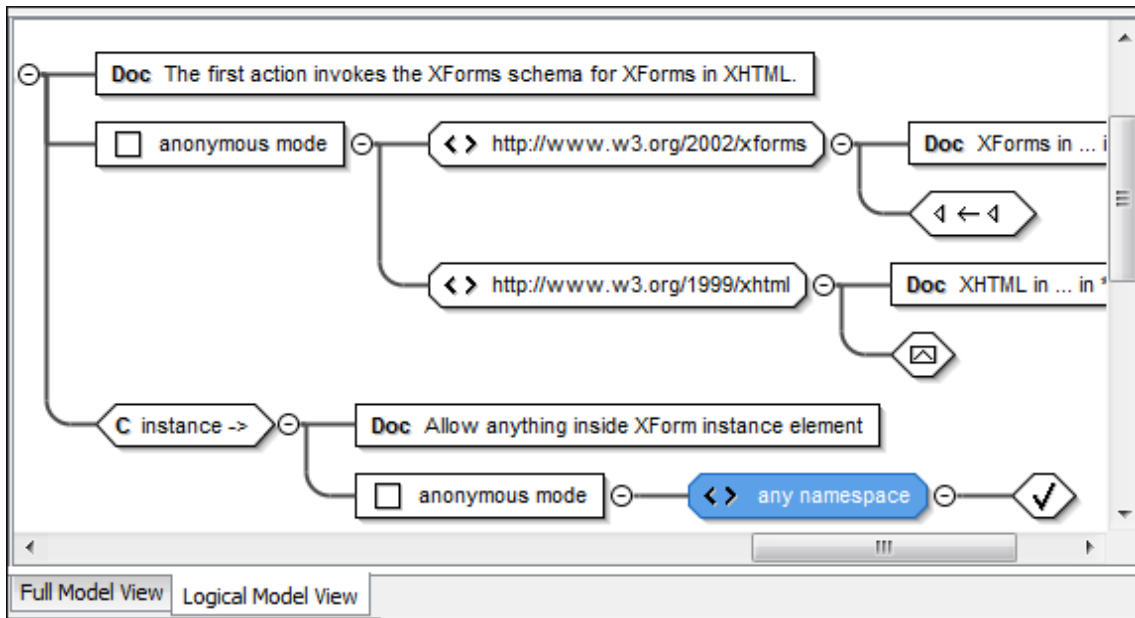 Doc The first action invokes the XForms schema for XForms in XHTML.
anonymous mode
< > http://www.w3.org/2002/xforms
Doc XForms in ... i
< > http://www.w3.org/1999/xhtml
Doc XHTML in ... in *
C instance ->
Doc Allow anything inside XForm instance element
anonymous mode
< > any namespace
Full Model View
Logical Model View